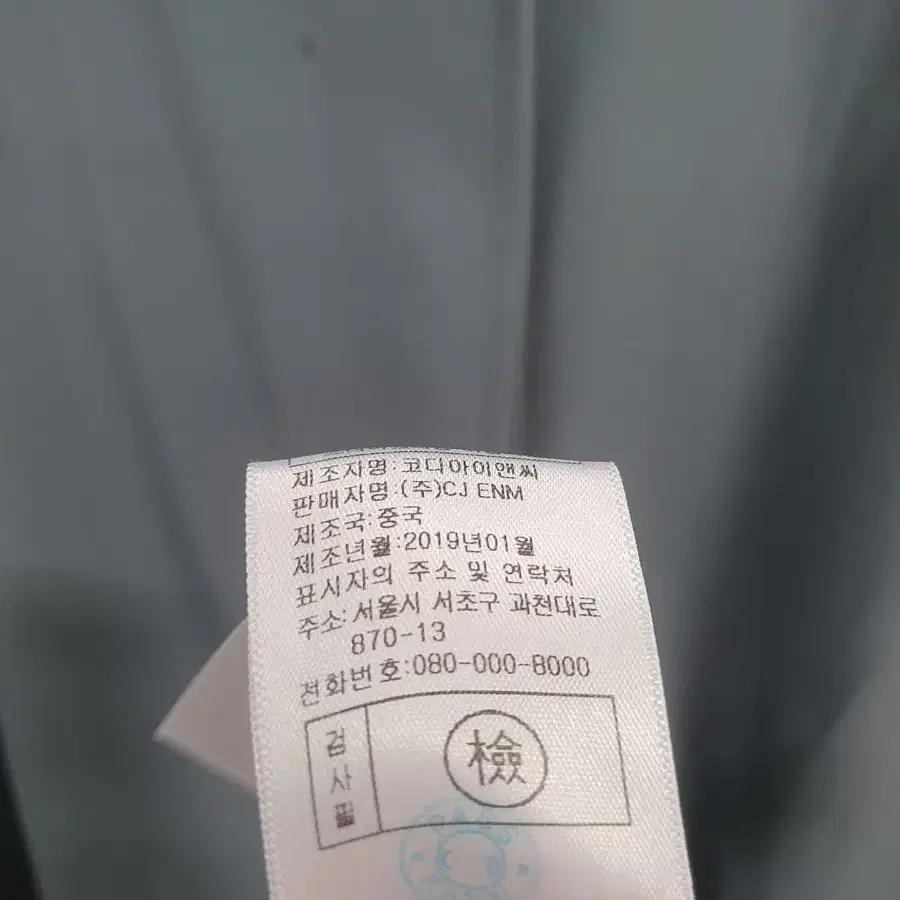 제조자명:코디아이앤씨
판매자명:(주)CJ ENM
제조국:중국
제조년월:2019년01월
표시자의 주소 및 연락처
주소:서울시 서초구 과천대로
870-13
전화번호:080-000-8000
검사필
檢